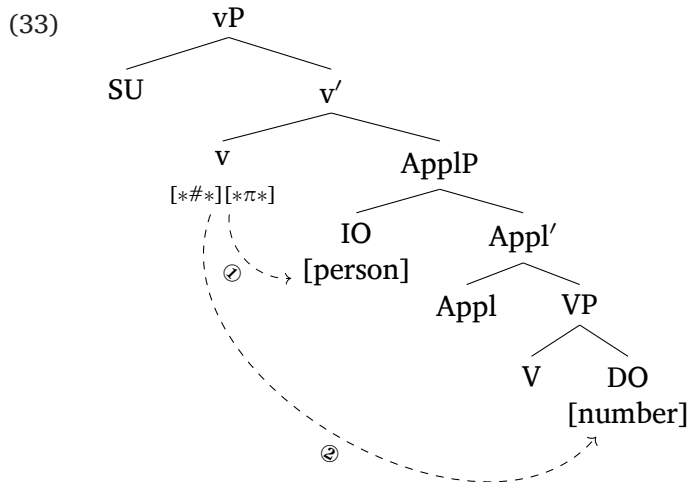 (33)
vP
SU v′
v ApplP
[∗#∗][∗π∗]
IO Appl′
[person]
①
Appl VP
V DO
[number]
②